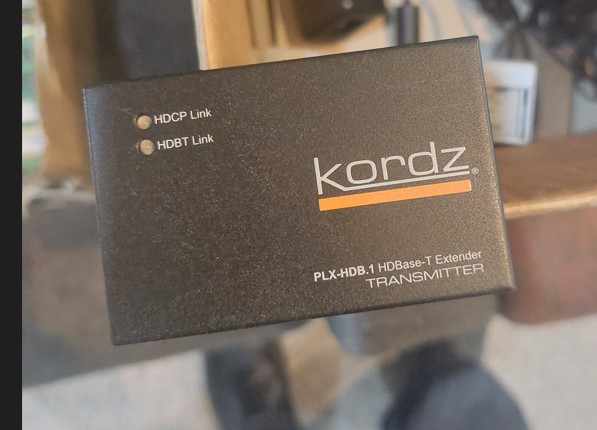 HDCP Link
HDBT Link
kordz®
PLX-HDB.1 HDBase-T Extender
TRANSMITTER